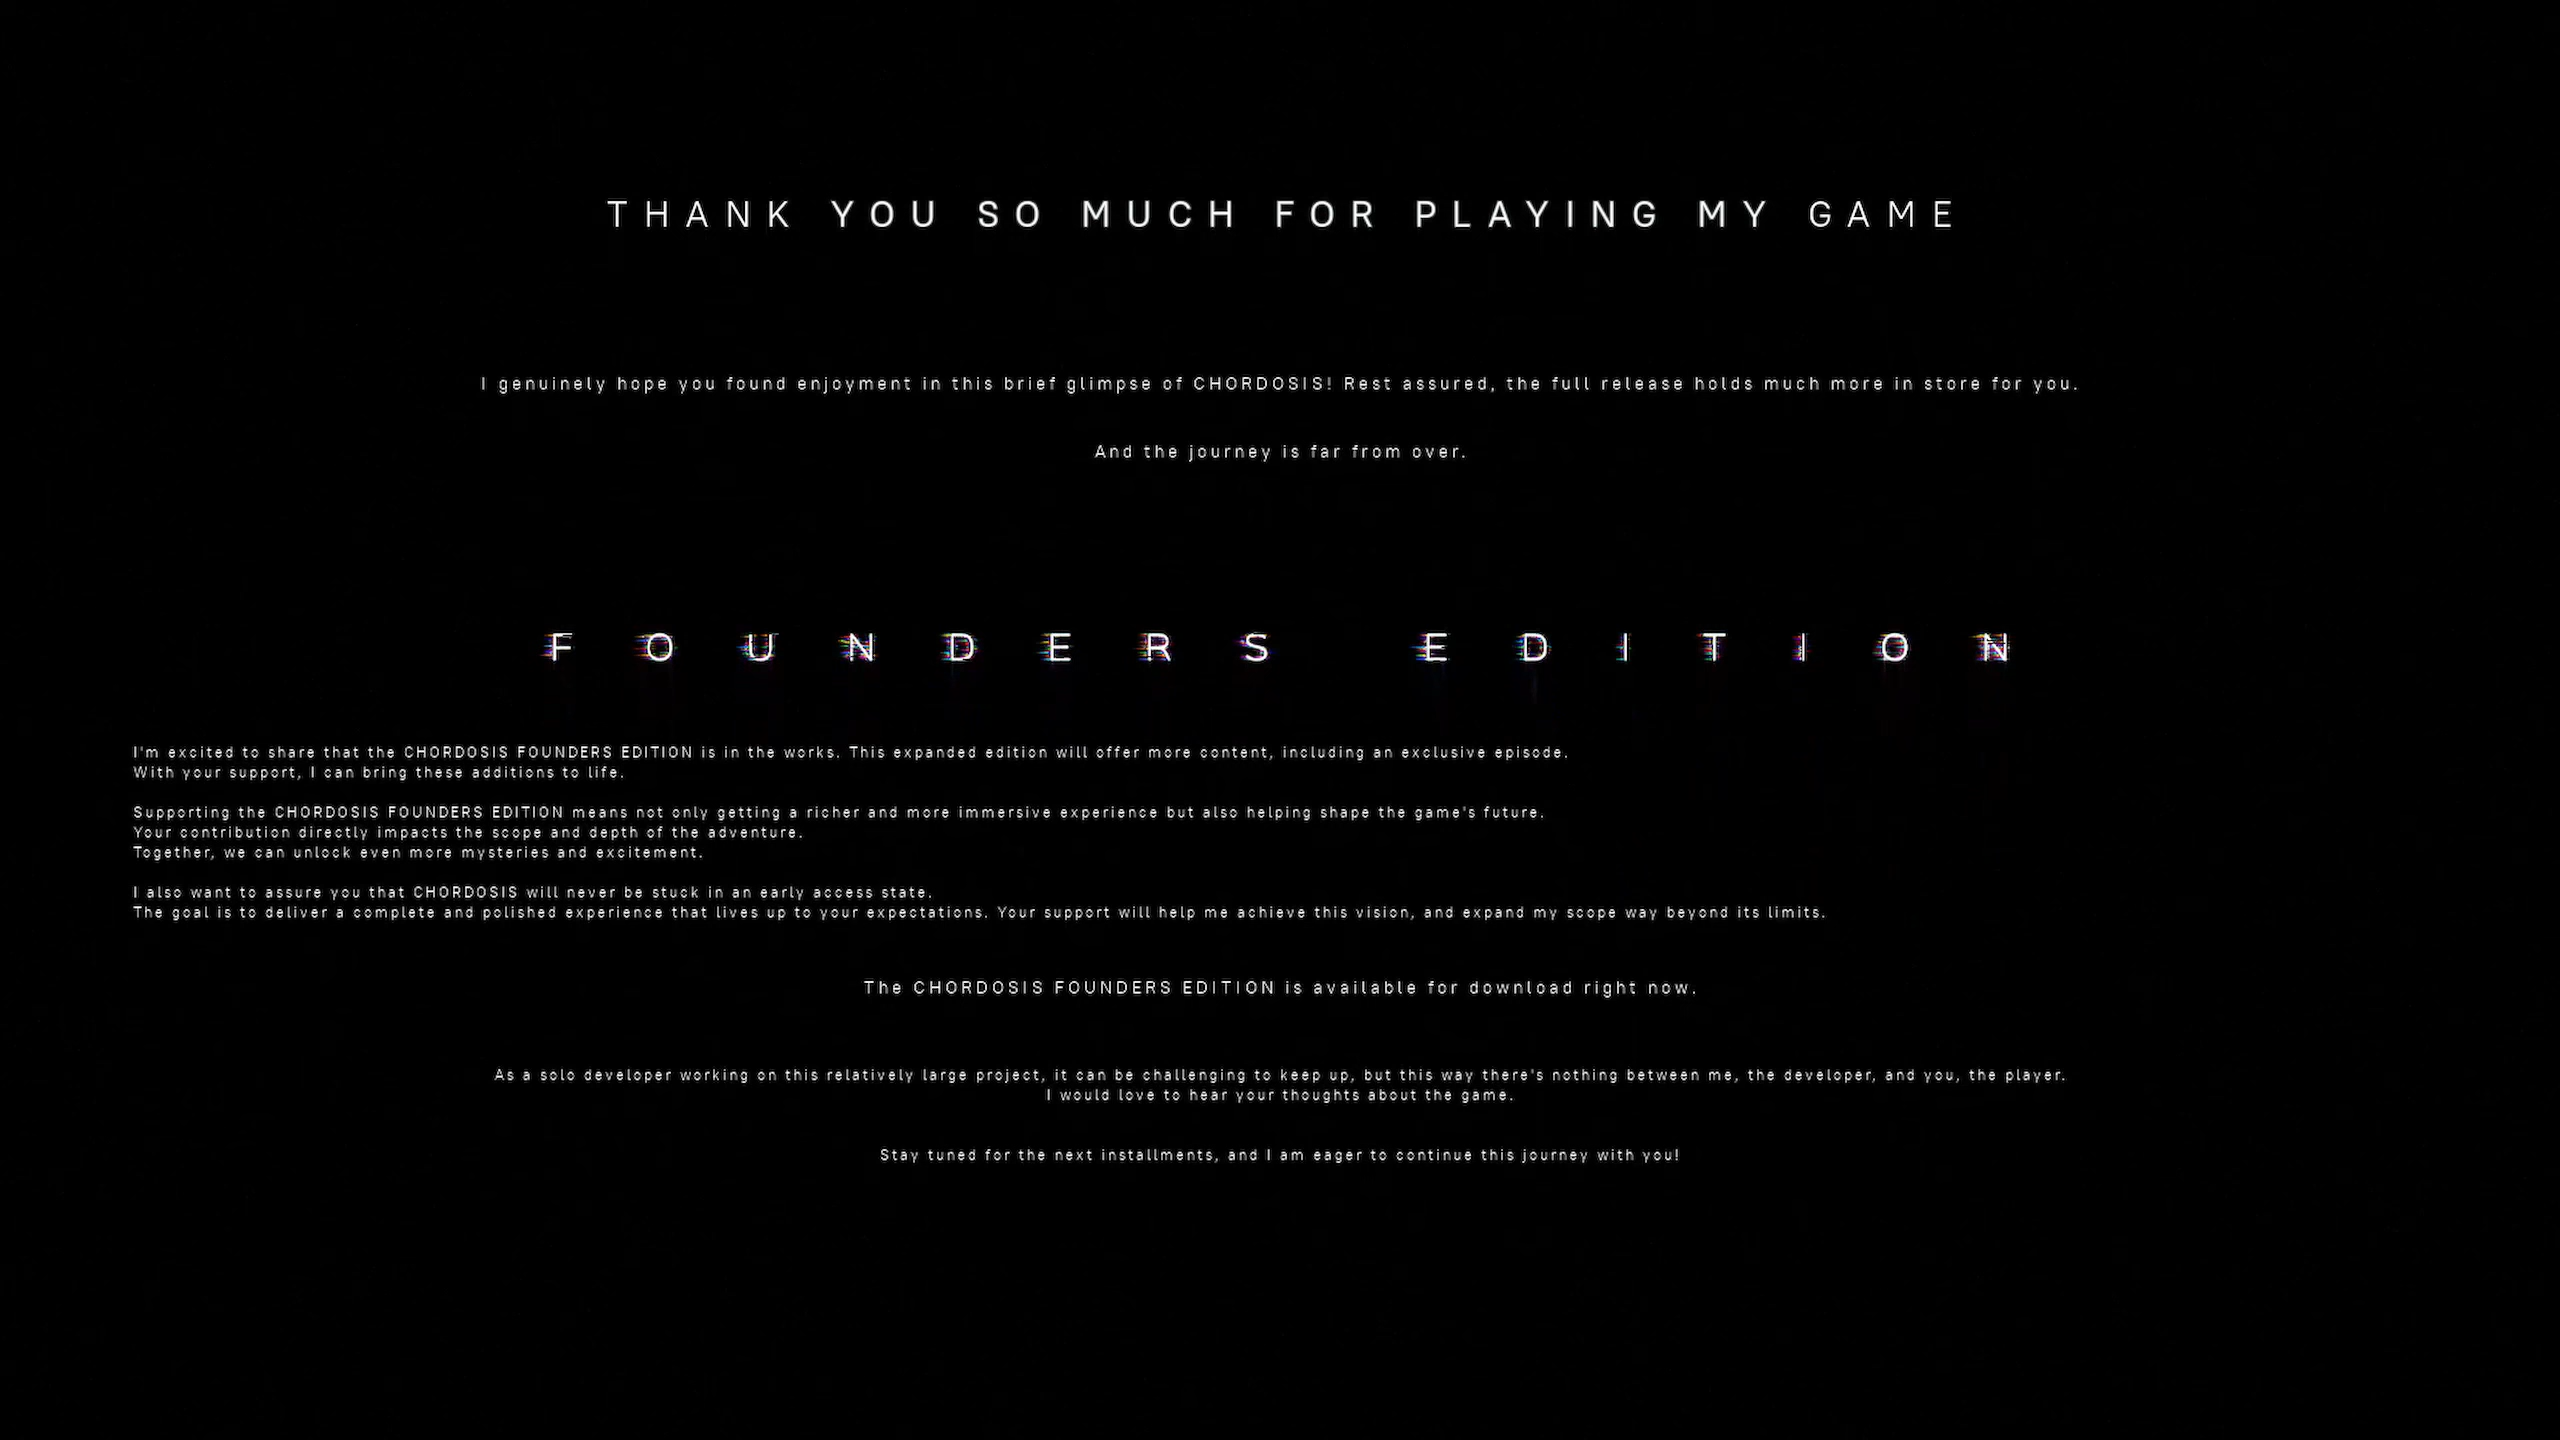 THANK YOU SO MUCH FOR PLAYING MY GAME
I genuinely hope you found enjoyment in this brief glimpse of CHORDOSIS! Rest assured, the full release holds much more in store for you.
And the journey is far from over.
FOUNDERS EDITION
I'm excited to share that the CHORDOSIS FOUNDERS EDITION is in the works. This expanded edition will offer more content, including an exclusive episode.
With your support, I can bring these additions to life.
Supporting the CHORDOSIS FOUNDERS EDITION means not only getting a richer and more immersive experience but also helping shape the game's future.
Your contribution directly impacts the scope and depth of the adventure.
Together, we can unlock even more mysteries and excitement.
I also want to assure you that CHORDOSIS will never be stuck in an early access state.
The goal is to deliver a complete and polished experience that lives up to your expectations. Your support will help me achieve this vision, and expand my scope way beyond its limits.
The CHORDOSIS FOUNDERS EDITION is available for download right now.
As a solo developer working on this relatively large project, it can be challenging to keep up, but this way there's nothing between me, the developer, and you, the player.
I would love to hear your thoughts about the game.
Stay tuned for the next installments, and I am eager to continue this journey with you!